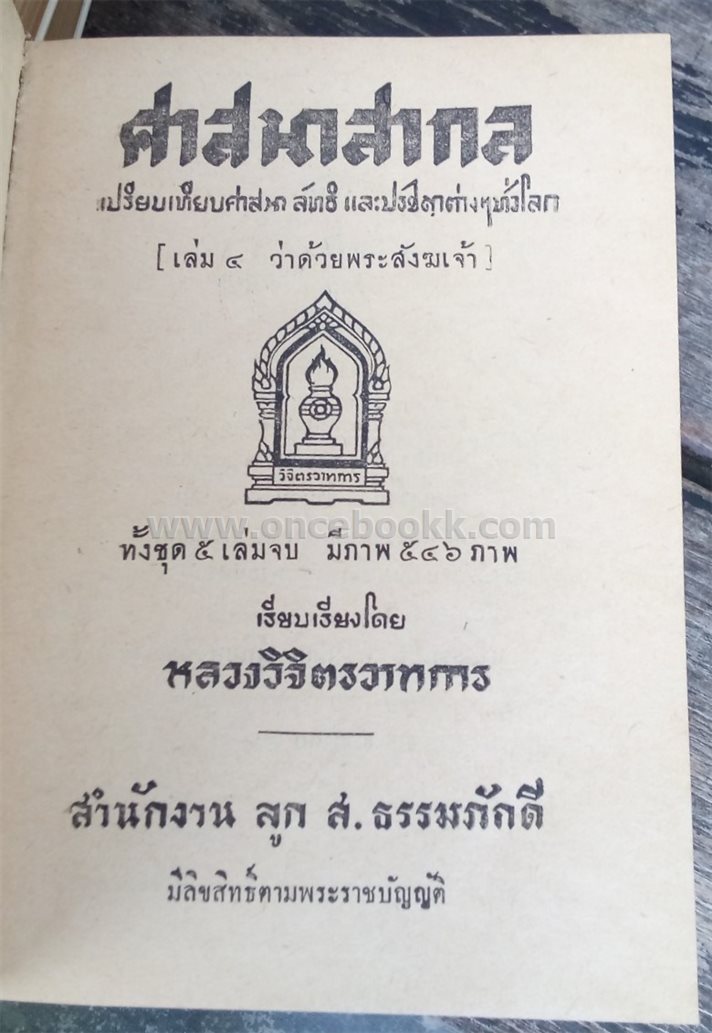 ศาสนาสากล
เปรียบเทียบศาสนา ลัทธิ และปรัชญาต่างๆทั่วโลก
[เล่ม ๔ ว่าด้วยพระสังฆเจ้า]
วิจิตรวาทการ
www.oncebookk.com
ทั้งชุด ๕ เล่มจบ มีภาพ ๕๔๖ ภาพ
เรียบเรียงโดย
หลวงวิจิตรวาทการ
สำนักงาน ลูก ส. ธรรมภักดี
มีลิขสิทธิ์ตามพระราชบัญญัติ